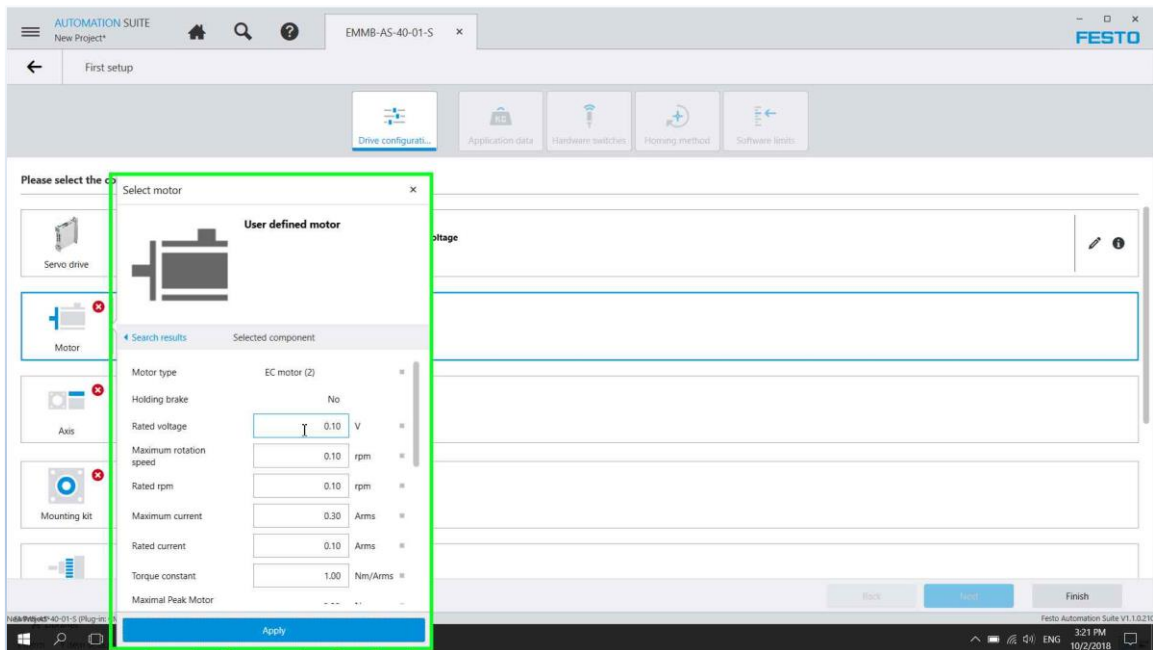 AUTOMATION SUITE
New Project*
EMMB-AS-40-01-S ×
FESTO
First setup
Drive configurati...
Application data
Hardware switches
Homing method
Software limits
Please select the
Select motor ×
User defined motor
Servo drive
Motor
Axis
Mounting kit
Search results Selected component
Motor type EC motor (2)
Holding brake No
Rated voltage 0.10 V
Maximum rotation
speed 0.10 rpm
Rated rpm 0.10 rpm
Maximum current 0.30 Arms
Rated current 0.10 Arms
Torque constant 1.00 Nm/Arms
Maximal Peak Motor
Apply
Back Next Finish
Festo Automation Suite V1.1.0.210
ENG
3:21 PM
10/2/2018